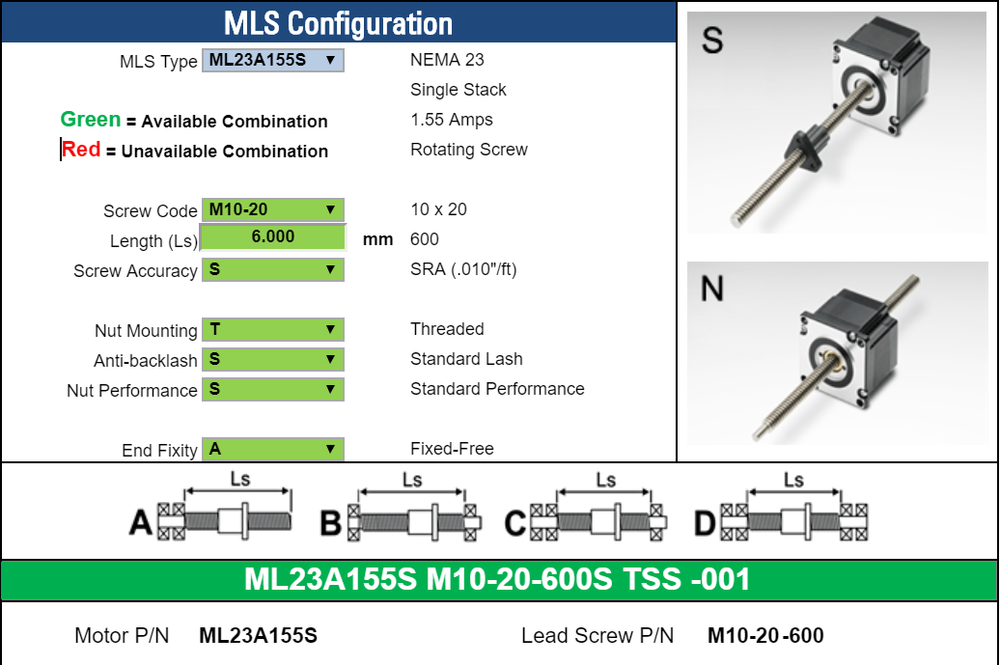 MLS Configuration
MLS Type ML23A155S ▼ NEMA 23
Single Stack
Green = Available Combination 1.55 Amps
Red = Unavailable Combination Rotating Screw
Screw Code M10-20 ▼ 10 x 20
Length (Ls) 6.000 mm 600
Screw Accuracy S ▼ SRA (.010"/ft)
Nut Mounting T ▼ Threaded
Anti-backlash S ▼ Standard Lash
Nut Performance S ▼ Standard Performance
End Fixity A ▼ Fixed-Free
S
N
Ls Ls Ls Ls
A B C D
ML23A155S M10-20-600S TSS -001
Motor P/N ML23A155S Lead Screw P/N M10-20-600